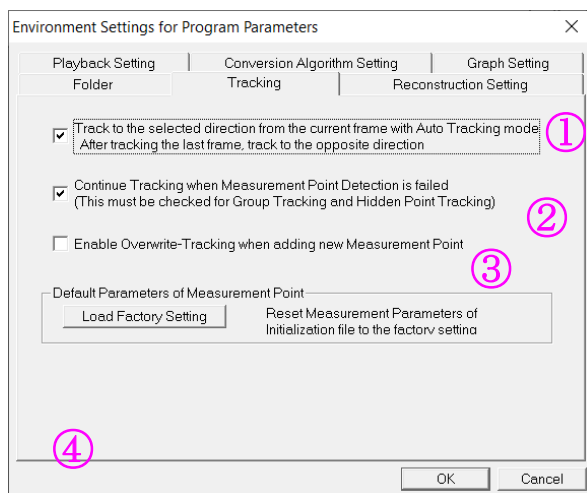 Environment Settings for Program Parameters
Playback Setting
Conversion Algorithm Setting
Graph Setting
Folder
Tracking
Reconstruction Setting
Track to the selected direction from the current frame with Auto Tracking mode
After tracking the last frame, track to the opposite direction
①
Continue Tracking when Measurement Point Detection is failed
(This must be checked for Group Tracking and Hidden Point Tracking)
②
Enable Overwrite-Tracking when adding new Measurement Point
③
Default Parameters of Measurement Point
Load Factory Setting
Reset Measurement Parameters of
Initialization file to the factory setting
④
OK
Cancel